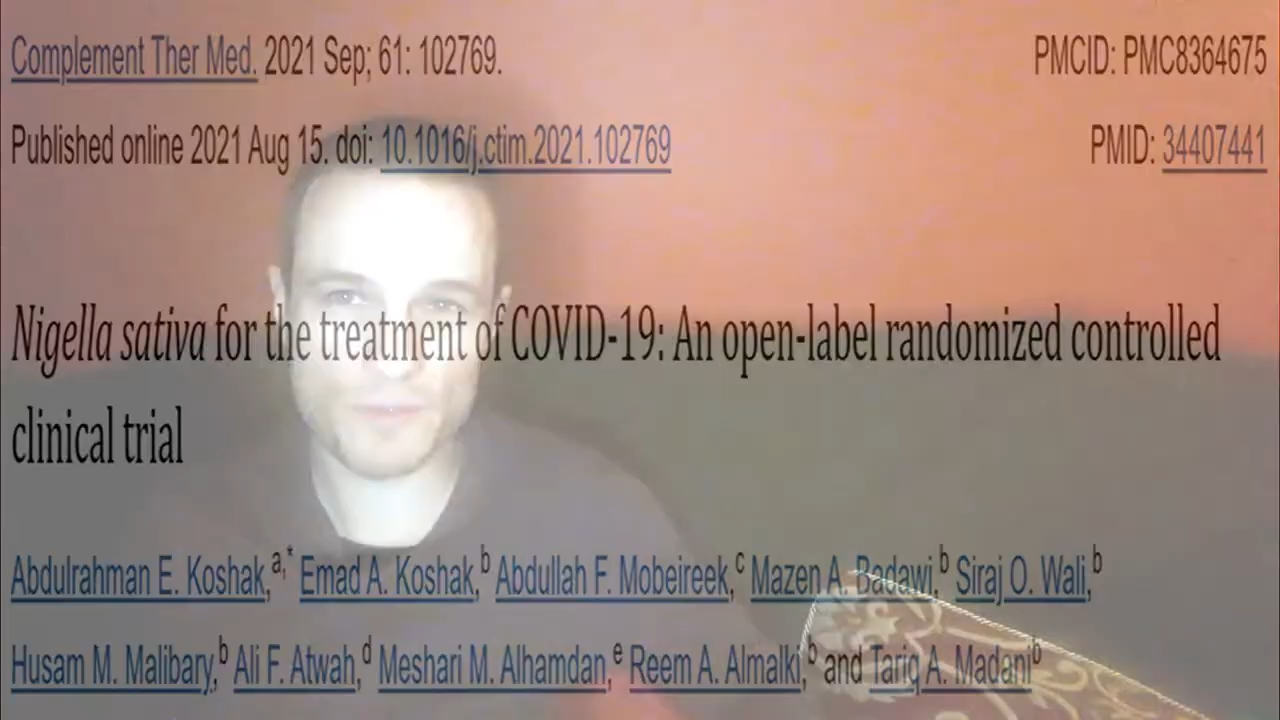 Complement Ther Med. 2021 Sep; 61: 102769. PMCID: PMC8364675
Published online 2021 Aug 15. doi: 10.1016/j.ctim.2021.102769 PMID: 34407441
Nigella sativa for the treatment of COVID-19: An open-label randomized controlled
clinical trial
Abdulrahman E. Koshak,a,* Emad A. Koshak,b Abdullah F. Mobeireek,c Mazen A. Badawi,b Siraj O. Wali,b
Husam M. Malibary,b Ali F. Atwah,d Meshari M. Alhamdan,e Reem A. Almalki,b and Tariq A. Madanib